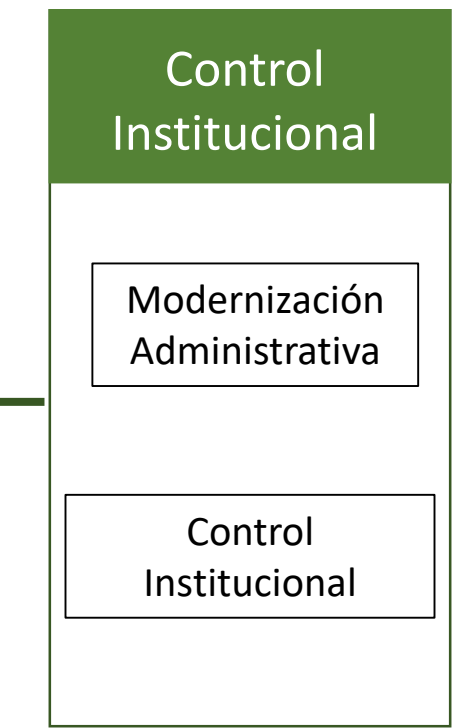 Control
Institucional
Modernización
Administrativa
Control
Institucional